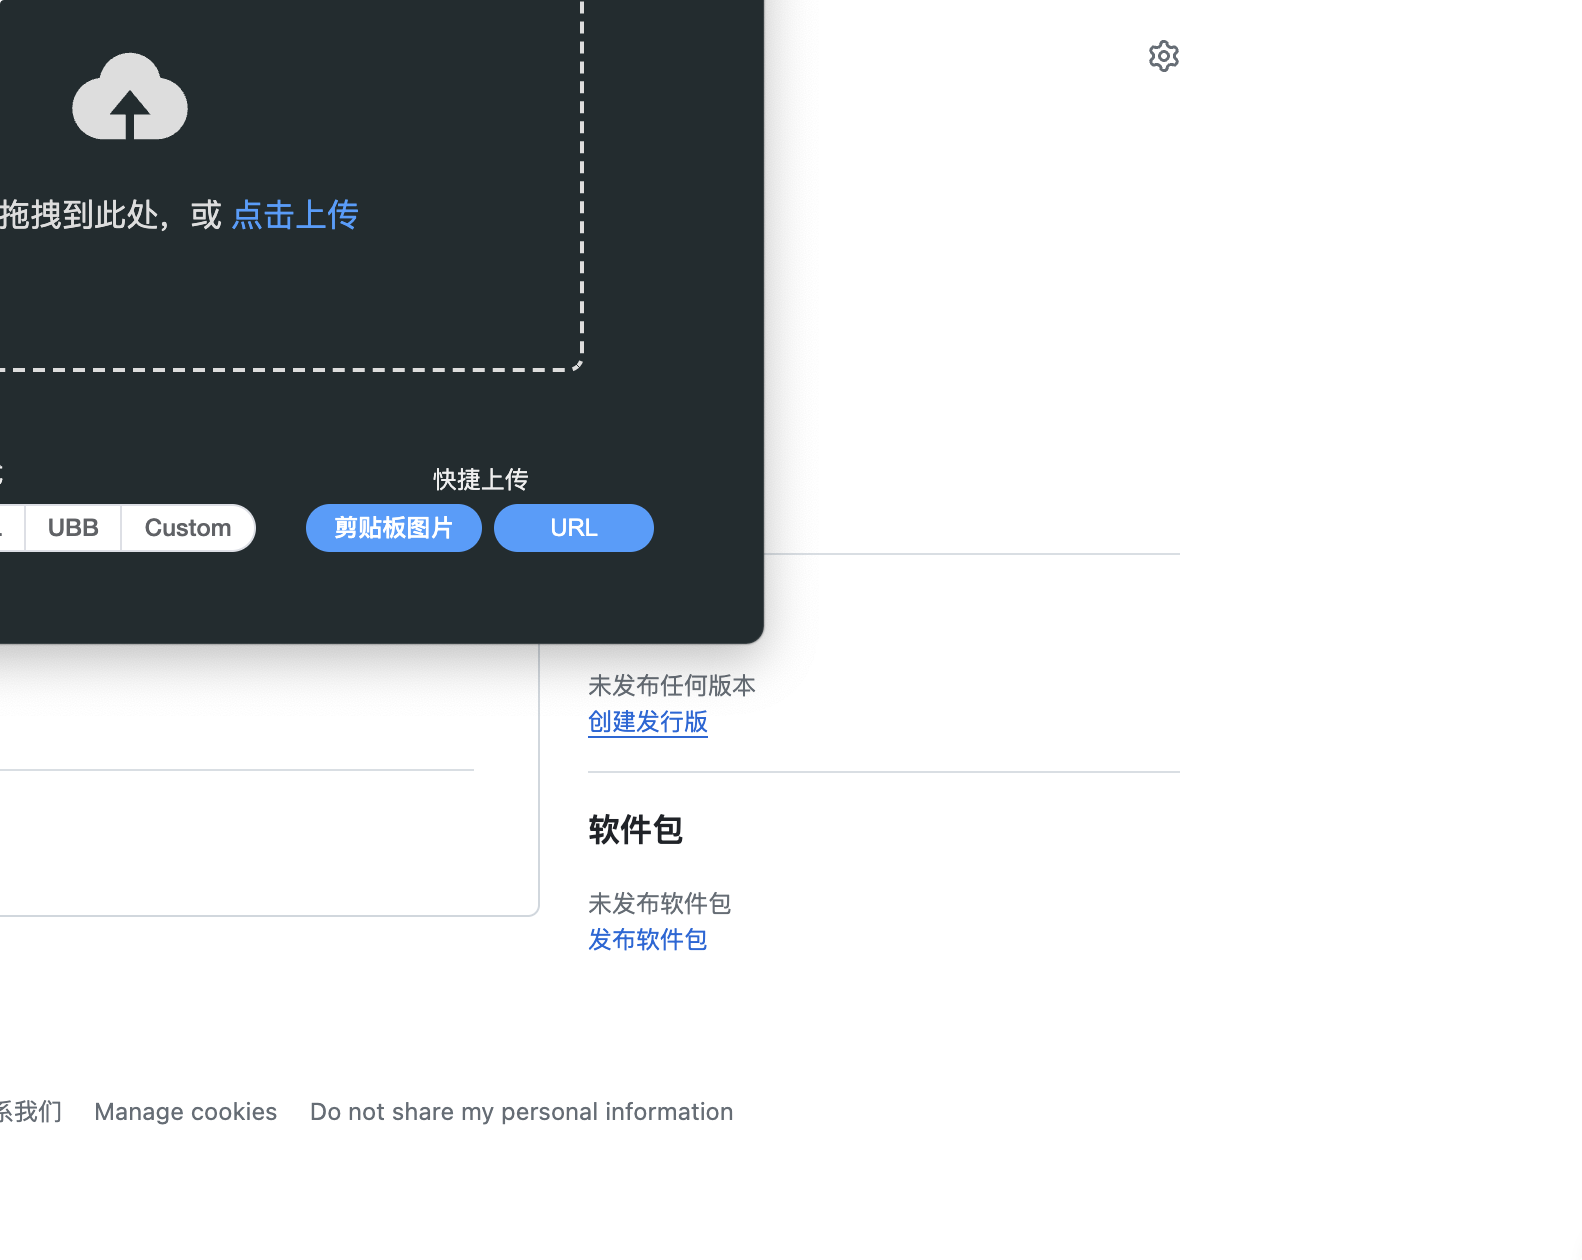 拖拽到此处，或 点击上传
快捷上传
UBB Custom 剪贴板图片 URL
未发布任何版本
创建发行版
软件包
未发布软件包
发布软件包
系我们 Manage cookies Do not share my personal information